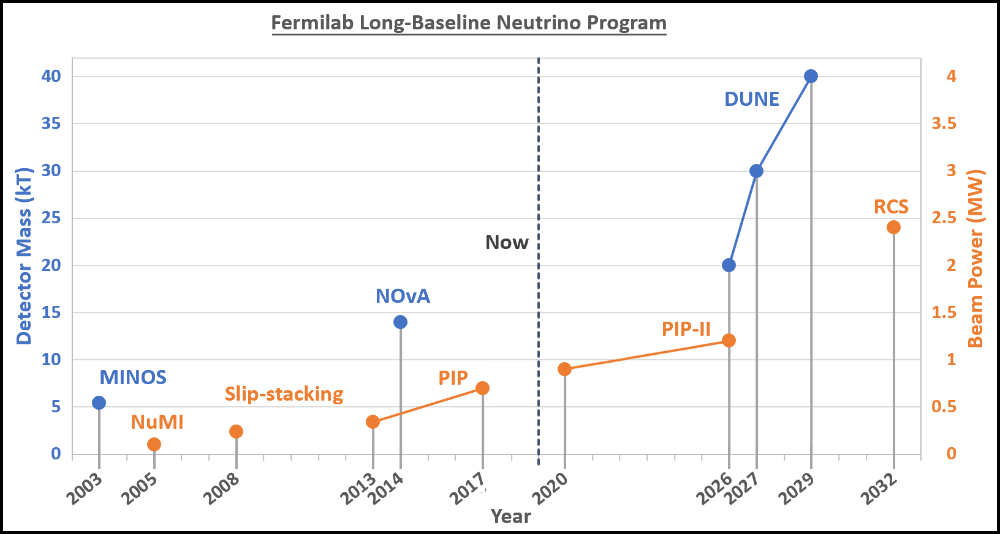 Fermilab Long-Baseline Neutrino Program
Detector Mass (kT)
40
35
30
25
20
15
10
5
0
MINOS
NuMI
Slip-stacking
NOvA
PIP
Now
PIP-II
DUNE
RCS
4
3.5
3
2.5
2
1.5
1
0.5
0
Beam Power (MW)
2003
2005
2008
2013
2014
2017
2020
2026
2027
2029
2032
Year